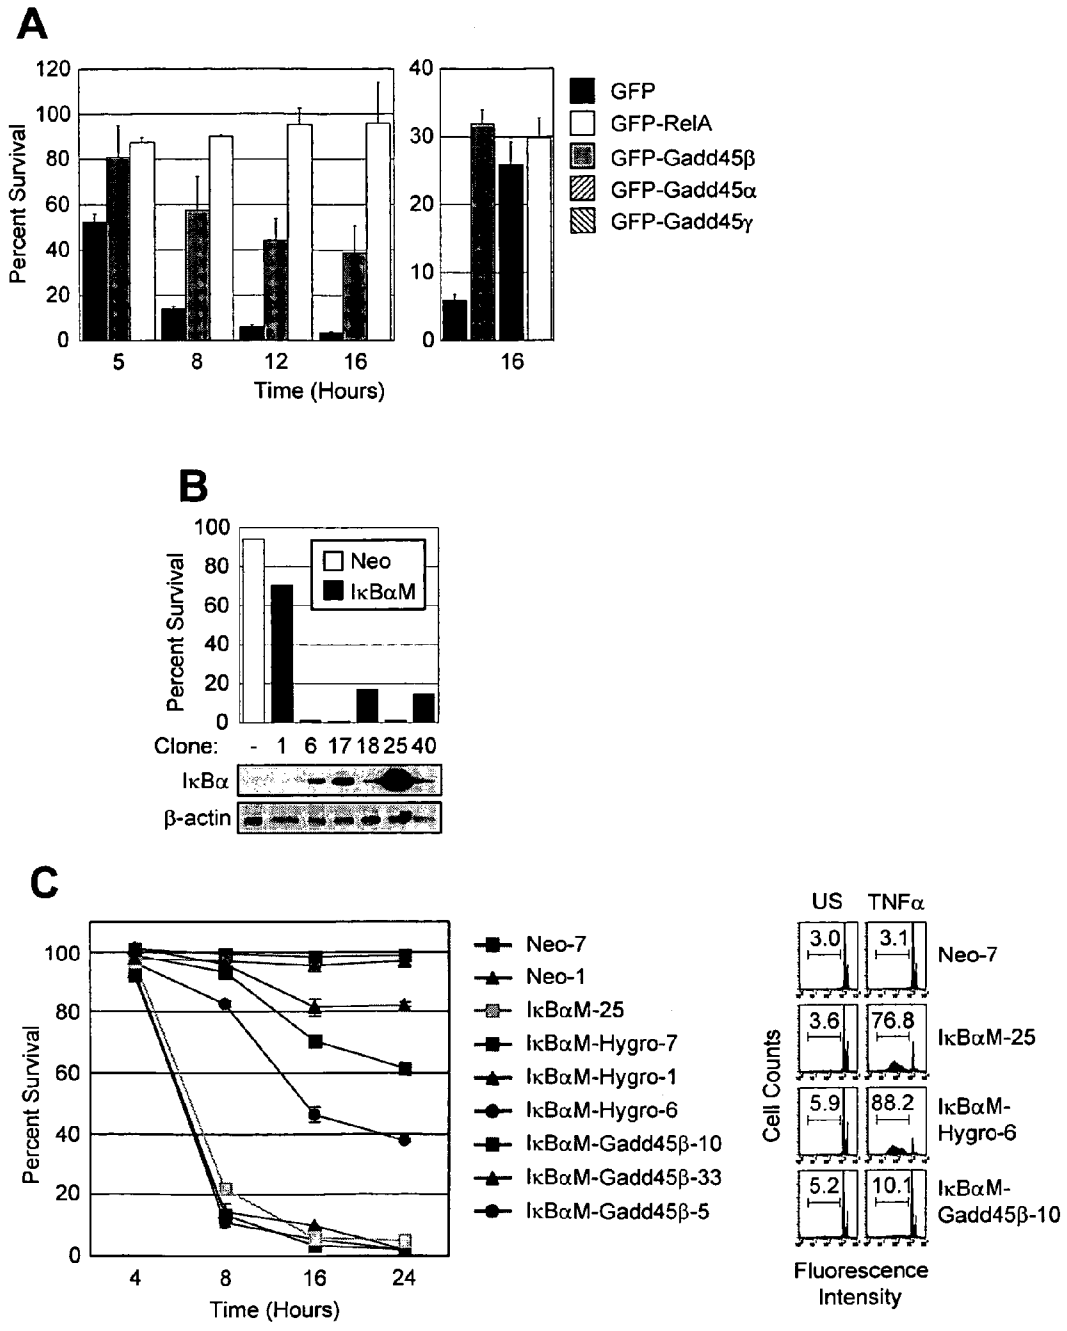 A
120
100
80
60
40
20
0
Percent Survival
5 8 12 16
Time (Hours)
40
30
20
10
0
16
GFP
GFP-RelA
GFP-Gadd45β
GFP-Gadd45α
GFP-Gadd45γ
B
100
80
60
40
20
0
Percent Survival
Neo
IκBαM
Clone: - 1 6 17 18 25 40
IκBα
β-actin
C
100
80
60
40
20
0
Percent Survival
4 8 16 24
Time (Hours)
Neo-7
Neo-1
IκBαM-25
IκBαM-Hygro-7
IκBαM-Hygro-1
IκBαM-Hygro-6
IκBαM-Gadd45β-10
IκBαM-Gadd45β-33
IκBαM-Gadd45β-5
US TNFα
3.0 3.1 Neo-7
3.6 76.8 IκBαM-25
5.9 88.2 IκBαM-
Hygro-6
5.2 10.1 IκBαM-
Gadd45β-10
Cell Counts
Fluorescence
Intensity